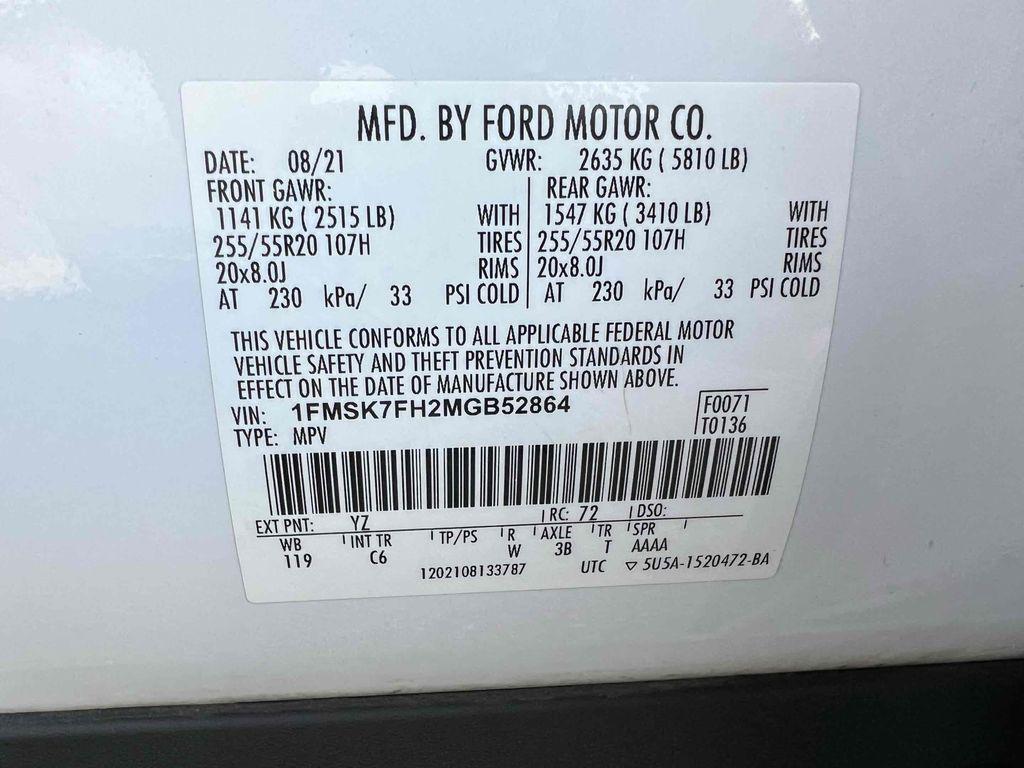 MFD. BY FORD MOTOR CO.
DATE: 08/21 GVWR: 2635 KG ( 5810 LB)
FRONT GAWR: REAR GAWR:
1141 KG ( 2515 LB) WITH 1547 KG ( 3410 LB) WITH
255/55R20 107H TIRES 255/55R20 107H TIRES
20x8.0J RIMS 20x8.0J RIMS
AT 230 kPa/ 33 PSI COLD AT 230 kPa/ 33 PSI COLD
THIS VEHICLE CONFORMS TO ALL APPLICABLE FEDERAL MOTOR
VEHICLE SAFETY AND THEFT PREVENTION STANDARDS IN
EFFECT ON THE DATE OF MANUFACTURE SHOWN ABOVE.
VIN: 1FMSK7FH2MGB52864 F0071
TYPE: MPV T0136
EXT PNT: YZ RC: 72 DSO:
WB INT TR TP/PS R AXLE TR SPR
119 C6 W 3B T AAAA
1202108133787 UTC ▽ 5U5A-1520472-BA